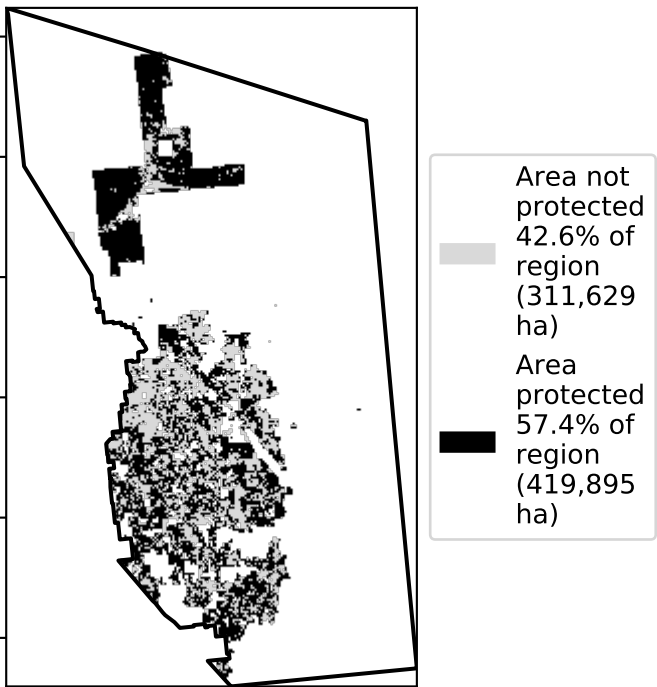 Area not
protected
42.6% of
region
(311,629
ha)
Area
protected
57.4% of
region
(419,895
ha)